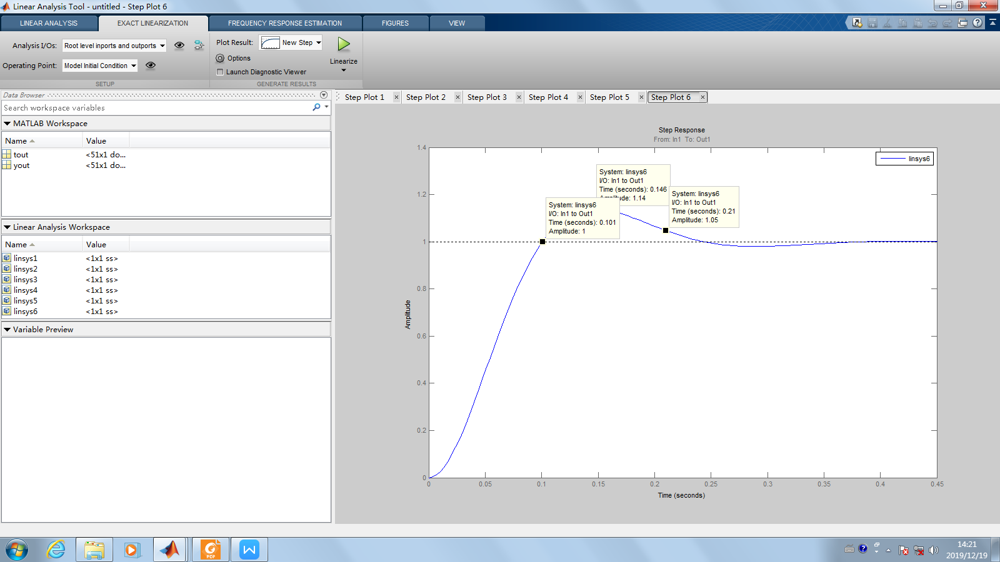 Linear Analysis Tool - untitled - Step Plot 6
LINEAR ANALYSIS
EXACT LINEARIZATION
FREQUENCY RESPONSE ESTIMATION
FIGURES
VIEW
Analysis I/Os:
Root level inports and outports
Operating Point:
Model Initial Condition
SETUP
Plot Result:
New Step
Options
Launch Diagnostic Viewer
Linearize
GENERATE RESULTS
Data Browser
Search workspace variables
MATLAB Workspace
Name Value
tout <51x1 do...
yout <51x1 do...
Linear Analysis Workspace
Name Value
linsys1 <1x1 ss>
linsys2 <1x1 ss>
linsys3 <1x1 ss>
linsys4 <1x1 ss>
linsys5 <1x1 ss>
linsys6 <1x1 ss>
Variable Preview
Step Plot 1
Step Plot 2
Step Plot 3
Step Plot 4
Step Plot 5
Step Plot 6
Step Response
From: In1 To: Out1
linsys6
System: linsys6
I/O: In1 to Out1
Time (seconds): 0.146
: 1.14
System: linsys6
I/O: In1 to Out1
Time (seconds): 0.21
Amplitude: 1.05
System: linsys6
I/O: In1 to Out1
Time (seconds): 0.101
Amplitude: 1
1.4
1.2
1
0.8
0.6
0.4
0.2
0
Amplitude
0 0.05 0.1 0.15 0.2 0.25 0.3 0.35 0.4 0.45
Time (seconds)
PDF
14:21
2019/12/19